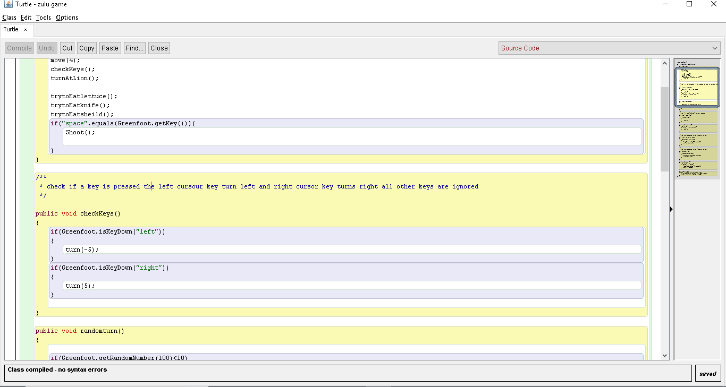 Turtle - zulu game
Class Edit Tools Options
Turtle ×
Compile Undo Cut Copy Paste Find... Close Source Code
move(4);
checkKeys();
turnAtLion();
trytoEatlettuce();
trytoEatknife();
trytoEatsheild();
if("space".equals(Greenfoot.getKey())){
Shoot();
}
}
/**
* check if a key is pressed the left cursour key turn left and right cursor key turns right all other keys are ignored
*/
public void checkKeys()
{
if(Greenfoot.isKeyDown("left"))
{
turn(-5);
}
if(Greenfoot.isKeyDown("right"))
{
turn(5);
}
}
public void randomturn()
{
if(Greenfoot.getRandomNumber(100)<10)
Class compiled - no syntax errors
saved